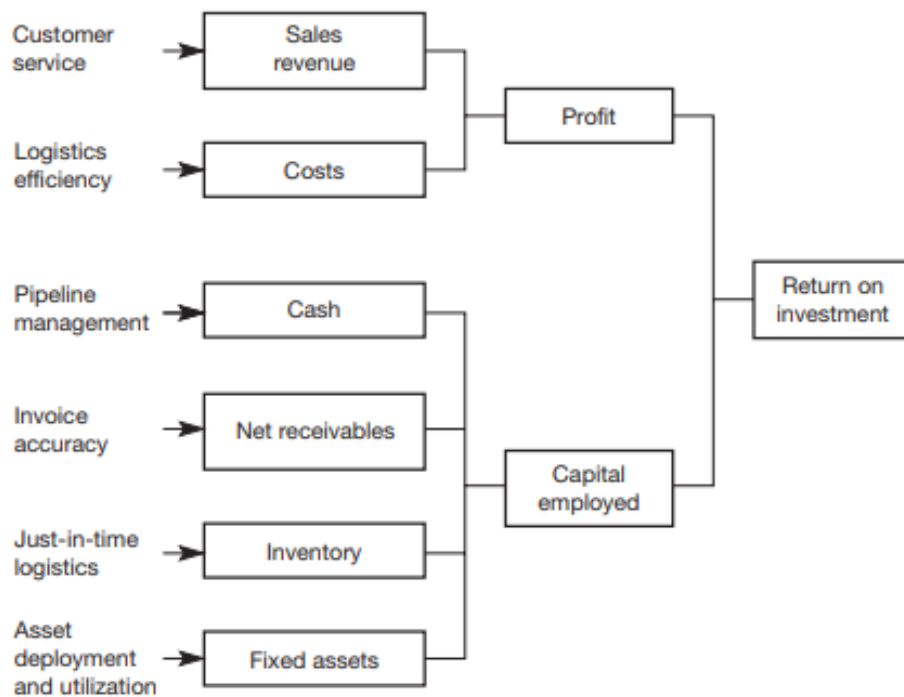 Customer
service
Sales
revenue
Profit
Logistics
efficiency
Costs
Return on
investment
Pipeline
management
Cash
Invoice
accuracy
Net receivables
Capital
employed
Just-in-time
logistics
Inventory
Asset
deployment
and utilization
Fixed assets